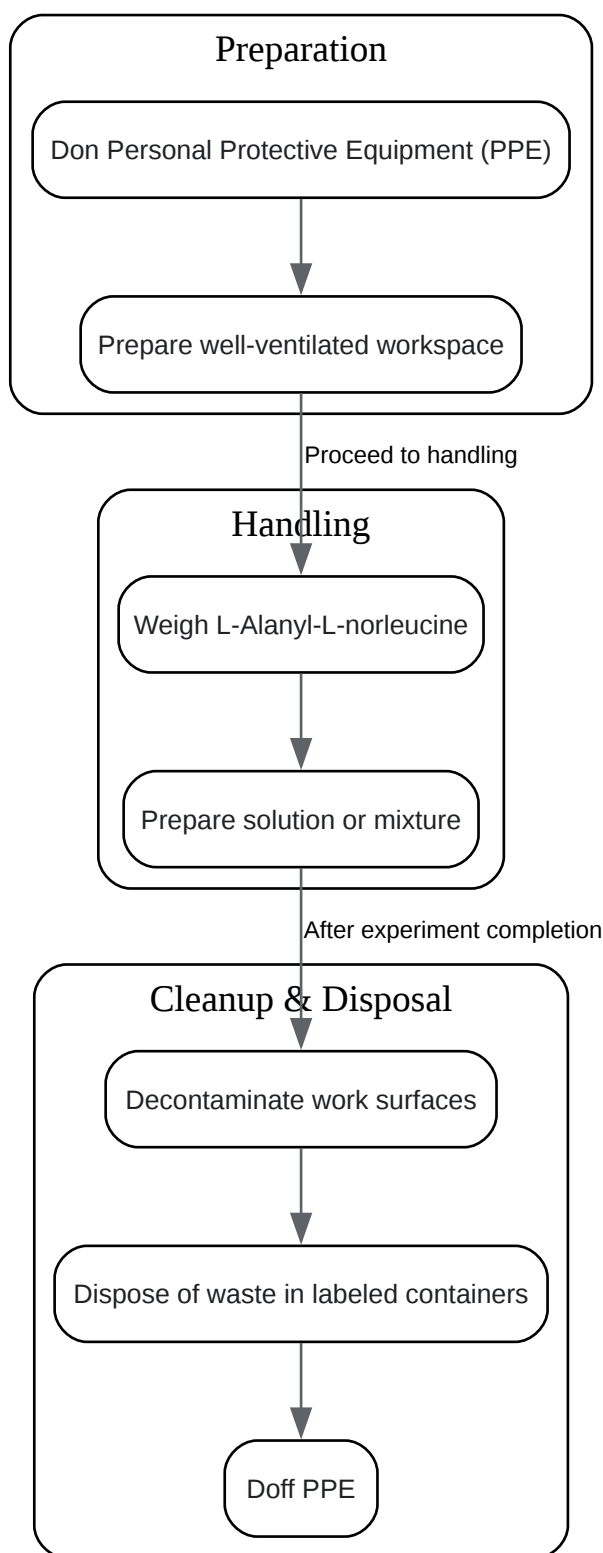 Preparation
Don Personal Protective Equipment (PPE)
Prepare well-ventilated workspace
Proceed to handling
Handling
Weigh L-Alanyl-L-norleucine
Prepare solution or mixture
After experiment completion
Cleanup & Disposal
Decontaminate work surfaces
Dispose of waste in labeled containers
Doff PPE